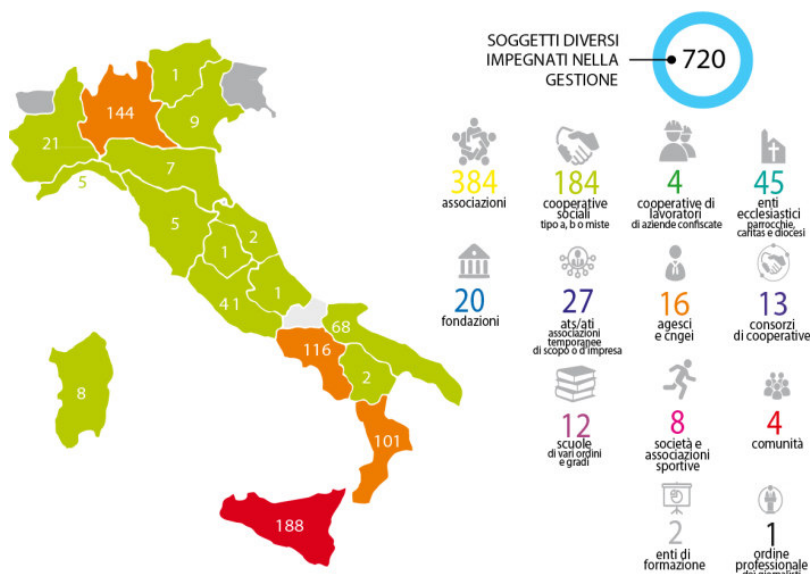 SOGGETTI DIVERSI
IMPEGNATI NELLA
GESTIONE
720
1
144
9
21
7
5
5
2
1
1
41
68
116
2
8
101
188
384
associazioni
184
cooperative
sociali
tipo a, b o miste
4
cooperative di
lavoratori
di aziende confiscate
45
enti
ecclesiastici
parrocchie,
caritas e diocesi
20
fondazioni
27
ats/ati
associazioni
temporanee
di scopo o d'impresa
16
agesci
e cngei
13
consorzi
di cooperative
12
scuole
di vari ordini
e gradi
8
società e
associazioni
sportive
4
comunità
2
enti di
formazione
1
ordine
professionale
dei giornalisti